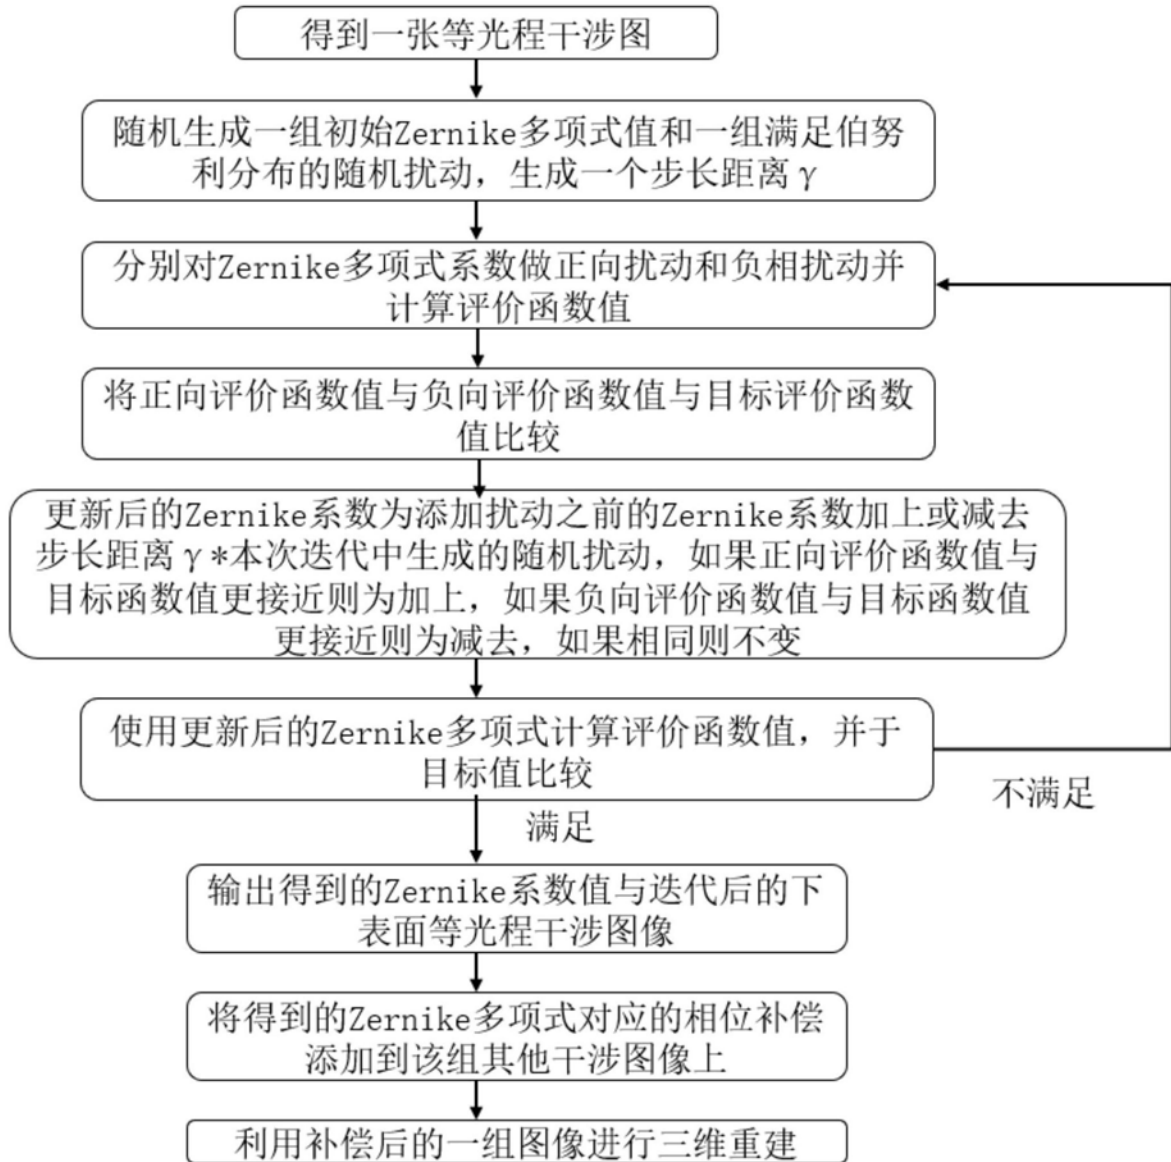 得到一张等光程干涉图
随机生成一组初始Zernike多项式值和一组满足伯努
利分布的随机扰动，生成一个步长距离γ
分别对Zernike多项式系数做正向扰动和负相扰动并
计算评价函数值
将正向评价函数值与负向评价函数值与目标评价函数
值比较
更新后的Zernike系数为添加扰动之前的Zernike系数加上或减去
步长距离γ*本次迭代中生成的随机扰动，如果正向评价函数值与
目标函数值更接近则为加上，如果负向评价函数值与目标函数值
更接近则为减去，如果相同则不变
使用更新后的Zernike多项式计算评价函数值，并于
目标值比较
不满足
满足
输出得到的Zernike系数值与迭代后的下
表面等光程干涉图像
将得到的Zernike多项式对应的相位补偿
添加到该组其他干涉图像上
利用补偿后的一组图像进行三维重建